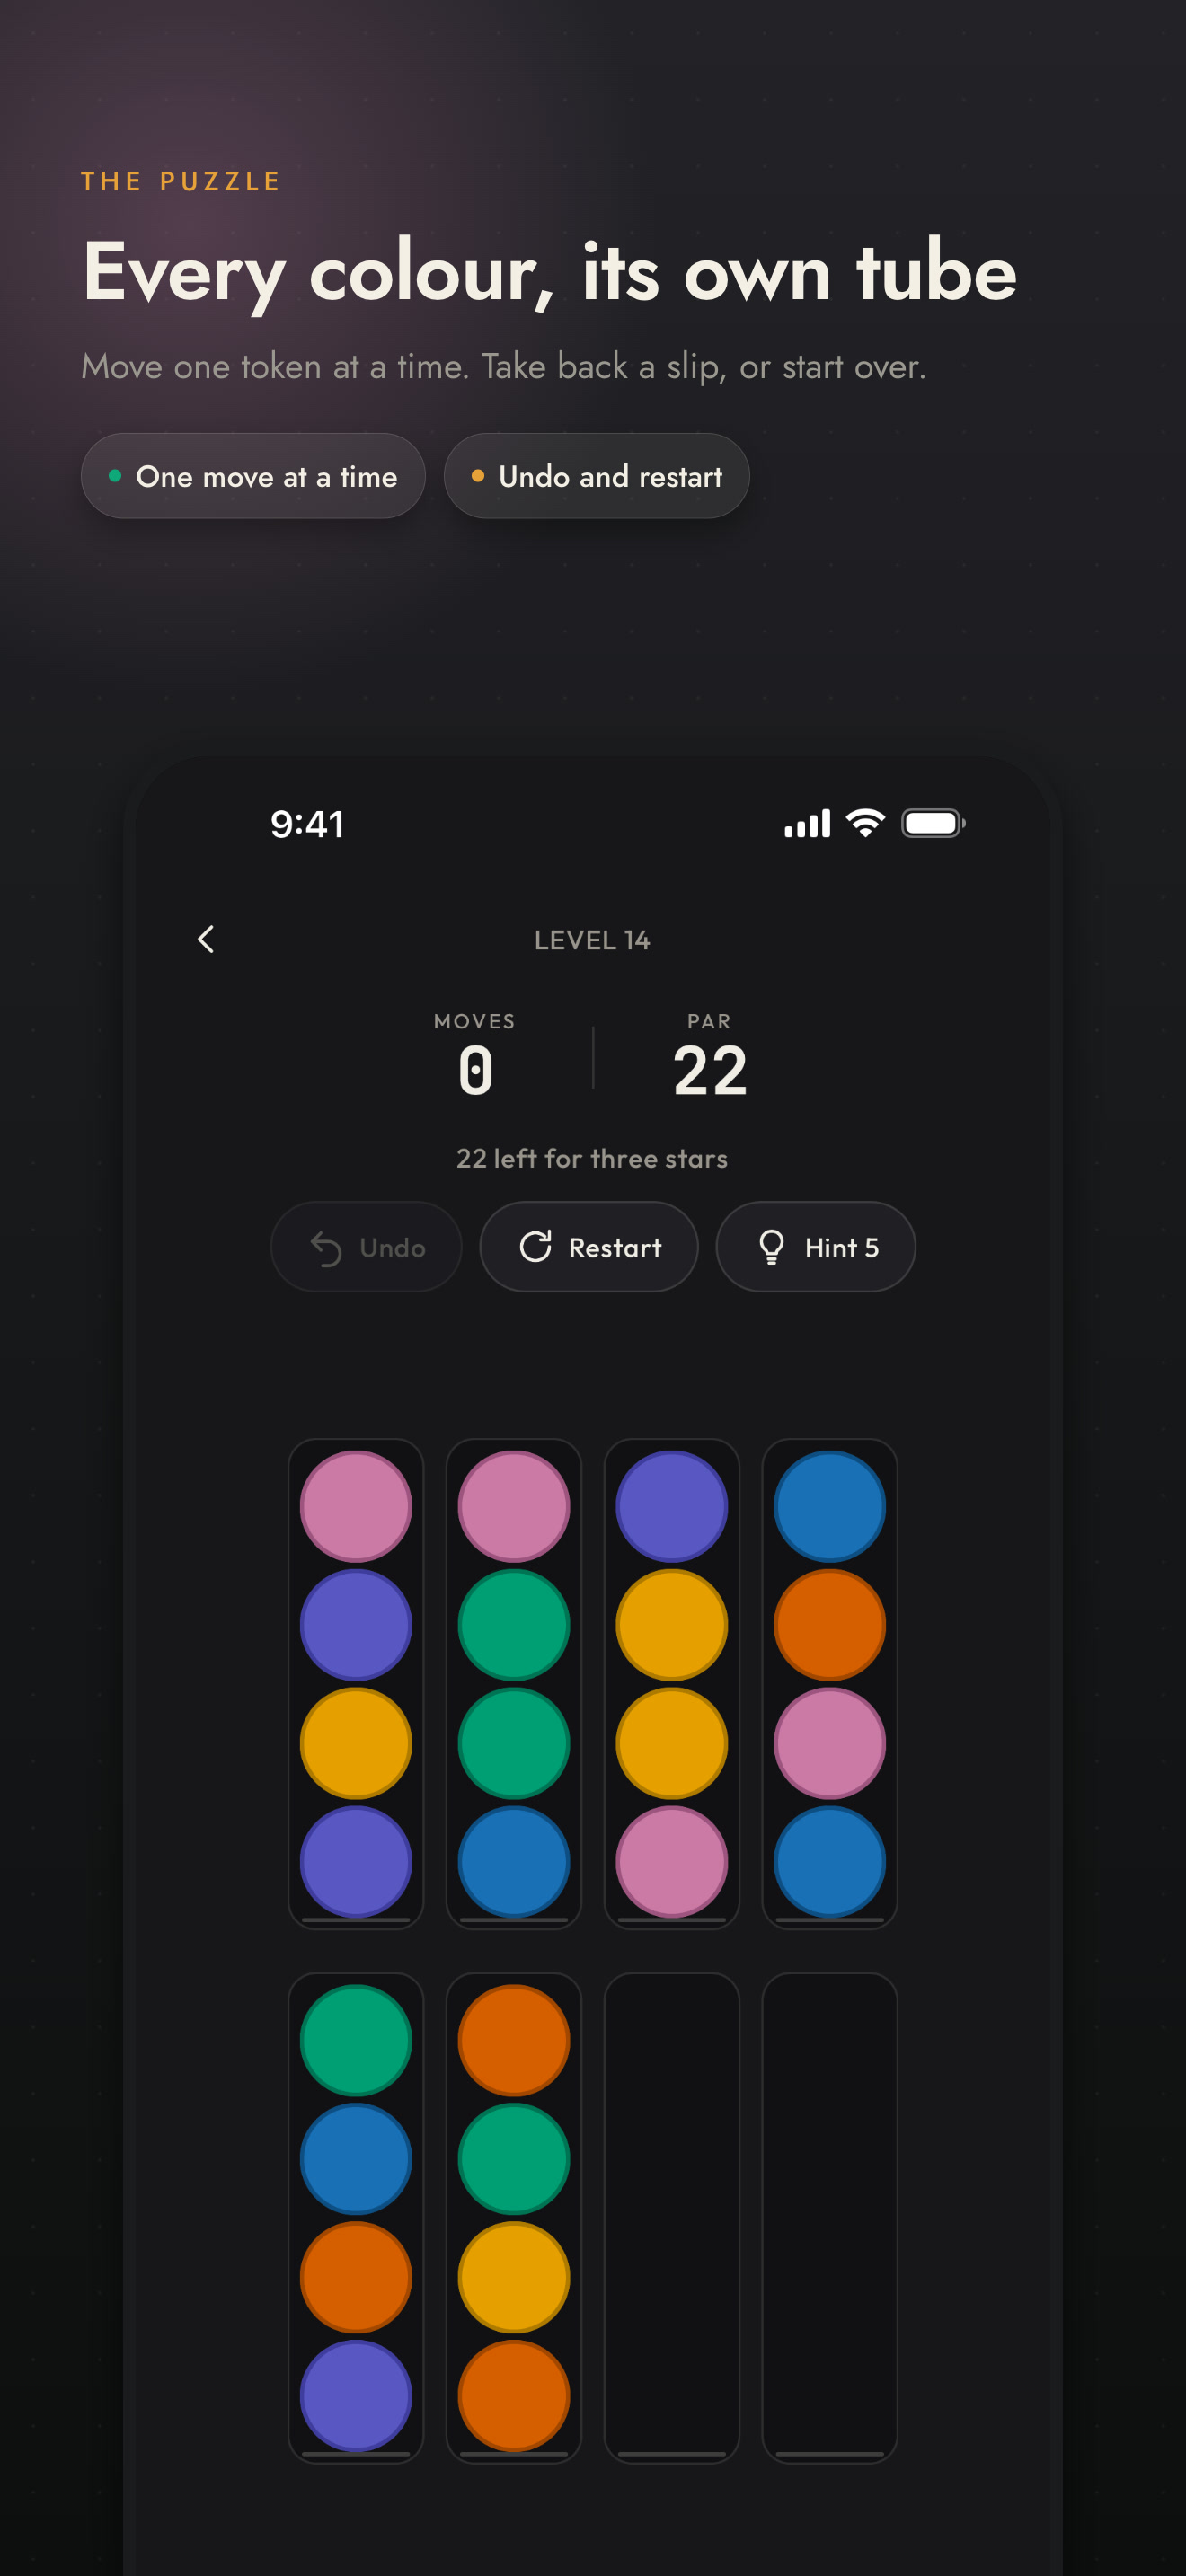 THE PUZZLE
Every colour, its own tube
Move one token at a time. Take back a slip, or start over.
One move at a time
Undo and restart
9:41
LEVEL 14
MOVES
PAR
0
22
22 left for three stars
Undo
Restart
Hint 5